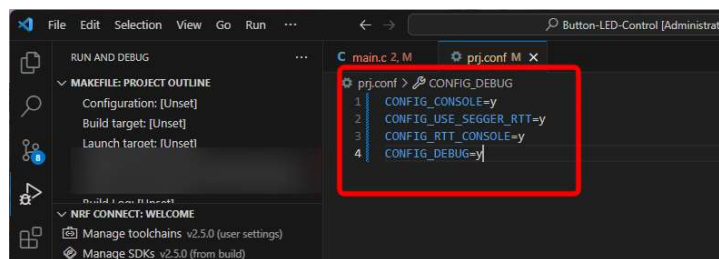 File Edit Selection View Go Run ···
Button-LED-Control [Administrat
RUN AND DEBUG ···
MAKEFILE: PROJECT OUTLINE
Configuration: [Unset]
Build target: [Unset]
Launch target: [Unset]
NRF CONNECT: WELCOME
Manage toolchains v2.5.0 (user settings)
Manage SDKs v2.5.0 (from build)
C main.c 2, M
prj.conf M ×
prj.conf > CONFIG_DEBUG
1 CONFIG_CONSOLE=y
2 CONFIG_USE_SEGGER_RTT=y
3 CONFIG_RTT_CONSOLE=y
4 CONFIG_DEBUG=y
8